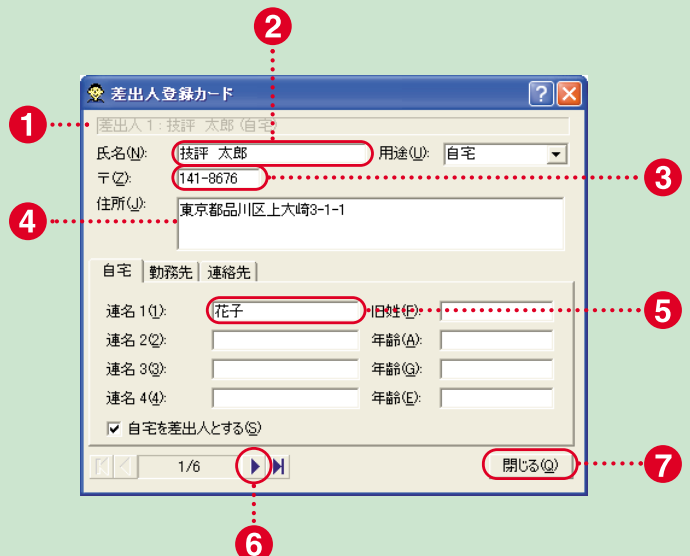 2
差出人登録カード
1 差出人 1 : 技評 太郎 (自宅)
氏名(N): 技評 太郎 用途(U): 自宅
〒(Z): 141-8676 3
住所(J): 東京都品川区上大崎3-1-1
4
自宅 勤務先 連絡先
連名 1(1): 花子 旧姓(F): 5
連名 2(2): 年齢(A):
連名 3(3): 年齢(G):
連名 4(4): 年齢(E):
自宅を差出人とする(S)
1/6 閉じる(Q) 7
6